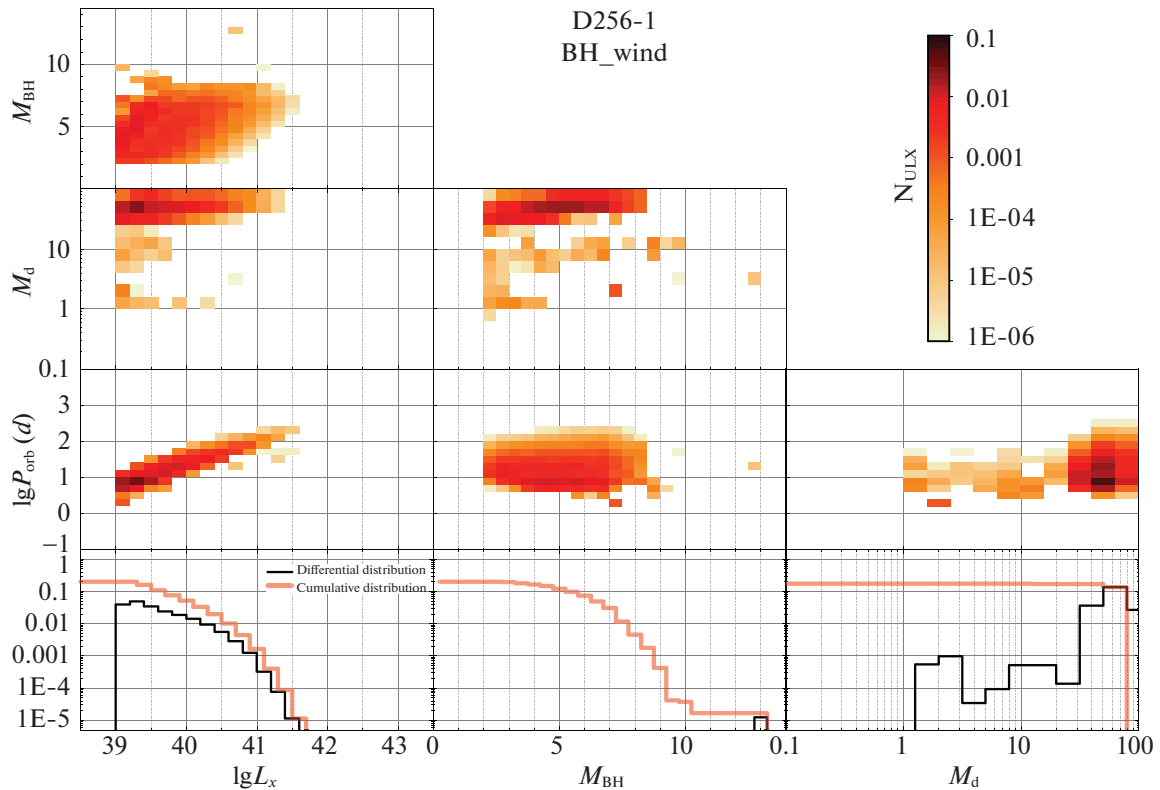 D256-1
BH_wind
10
5
M_BH
0.1
0.01
0.001
1E-04
1E-05
1E-06
N_ULX
10
1
0.1
M_d
3
2
1
0
−1
lgP_orb (d)
1
0.1
0.01
0.001
1E-4
1E-5
Differential distribution
Cumulative distribution
39 40 41 42 43 0 5 10 0.1 1 10 100
lgL_x M_BH M_d